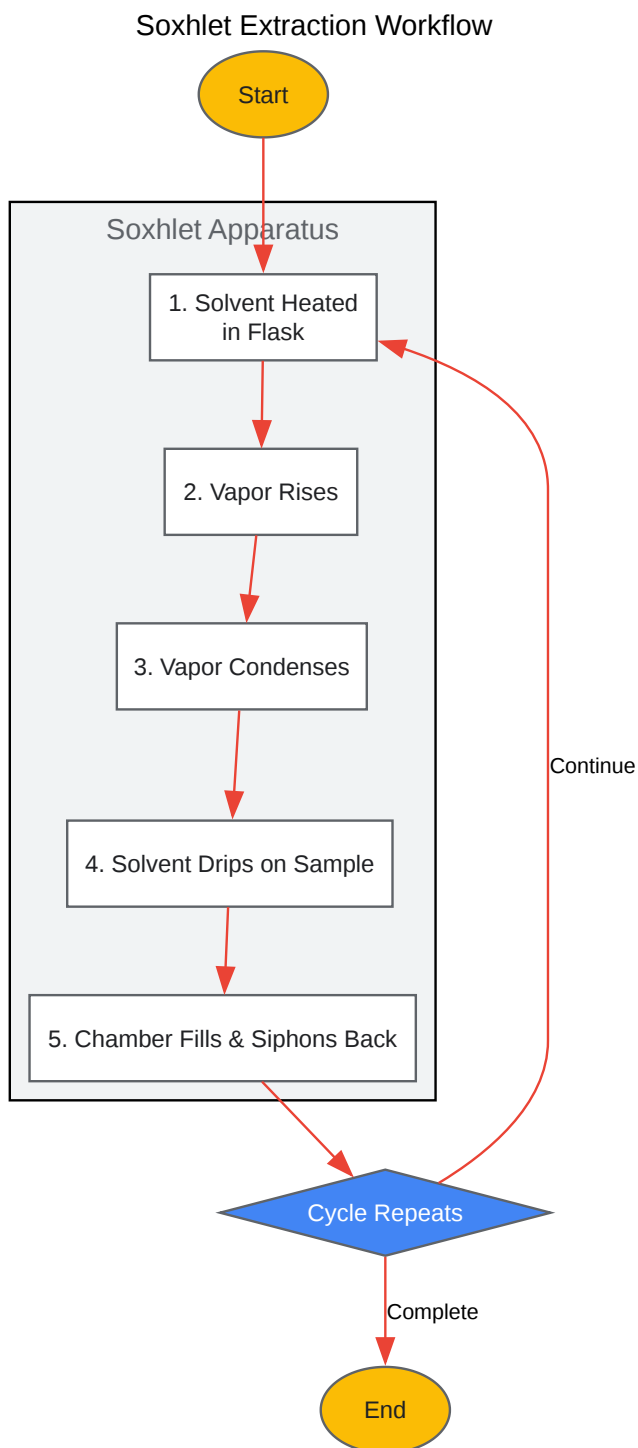 Soxhlet Extraction Workflow
Start
Soxhlet Apparatus
1. Solvent Heated
in Flask
2. Vapor Rises
3. Vapor Condenses
Continue
4. Solvent Drips on Sample
5. Chamber Fills & Siphons Back
Cycle Repeats
Complete
End